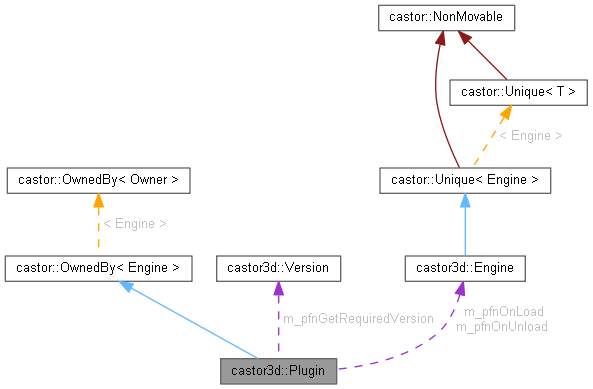 castor::NonMovable
castor::Unique< T >
< Engine >
castor::OwnedBy< Owner >
castor::Unique< Engine >
< Engine >
castor::OwnedBy< Engine >
castor3d::Version
castor3d::Engine
m_pfnGetRequiredVersion
m_pfnOnLoad
m_pfnOnUnload
castor3d::Plugin